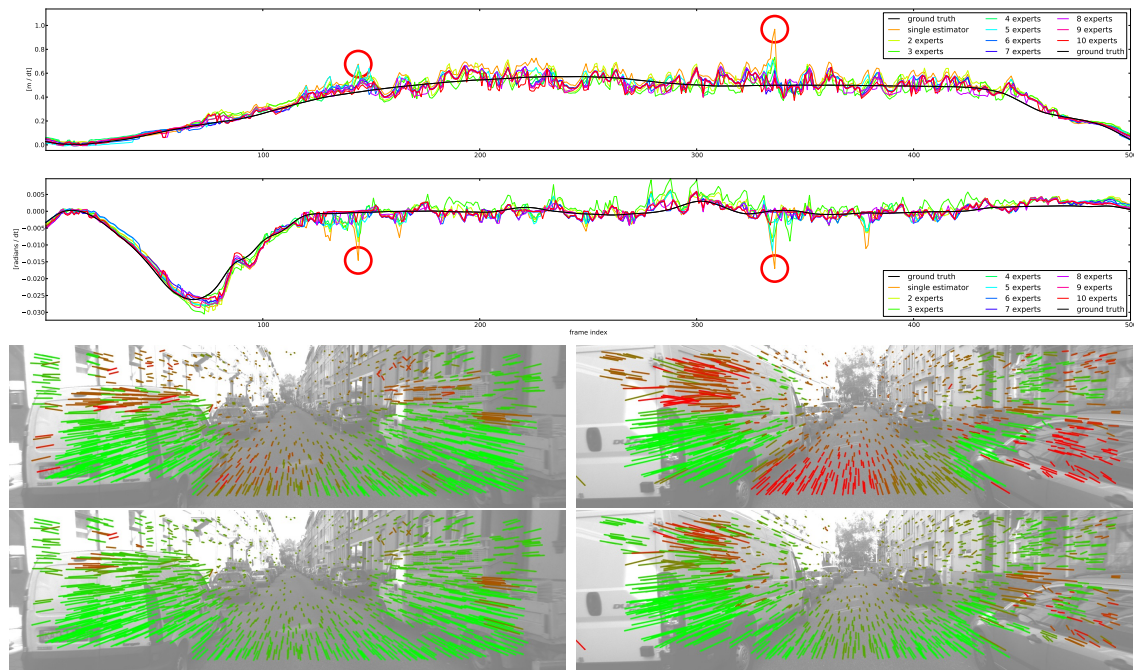 1.0
0.8
0.6
0.4
0.2
0.0
[m / dt]
ground truth
single estimator
2 experts
3 experts
4 experts
5 experts
6 experts
7 experts
8 experts
9 experts
10 experts
ground truth
100
200
300
400
500
0.005
0.000
−0.005
−0.010
−0.015
−0.020
−0.025
−0.030
[radians / dt]
ground truth
single estimator
2 experts
3 experts
4 experts
5 experts
6 experts
7 experts
8 experts
9 experts
10 experts
ground truth
100
200
300
400
500
frame index